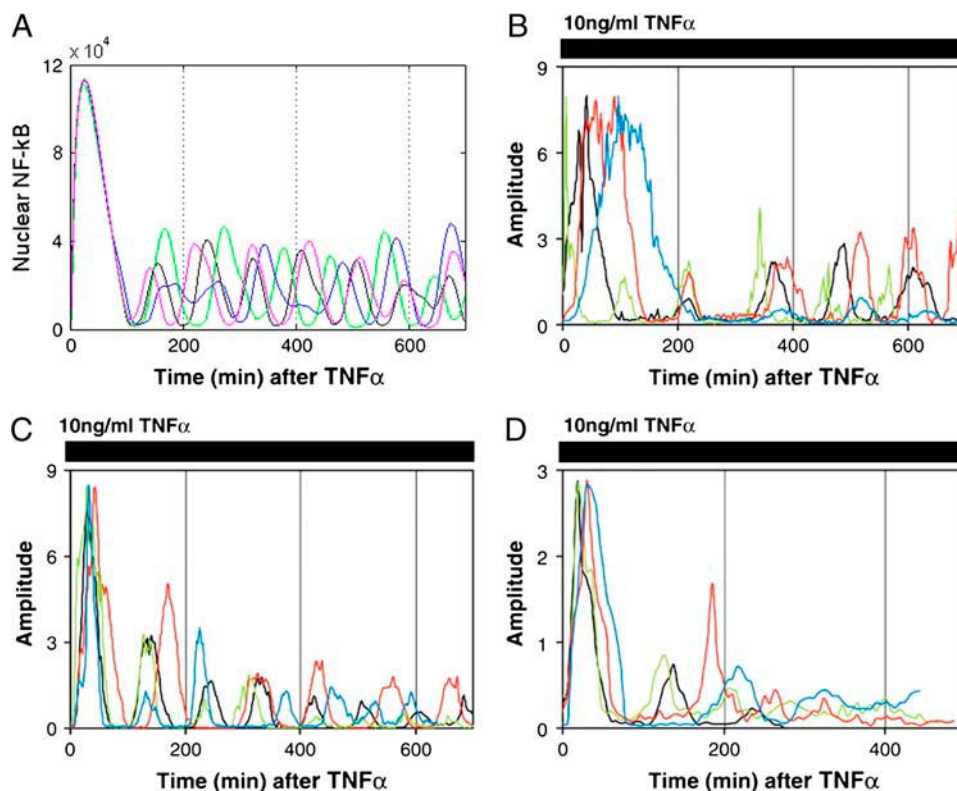 A
× 10⁴
12
8
4
0
Nuclear NF-kB
0 200 400 600
Time (min) after TNFα
B
10ng/ml TNFα
9
6
3
0
Amplitude
0 200 400 600
Time (min) after TNFα
C
10ng/ml TNFα
9
6
3
0
Amplitude
0 200 400 600
Time (min) after TNFα
D
10ng/ml TNFα
3
2
1
0
Amplitude
0 200 400
Time (min) after TNFα